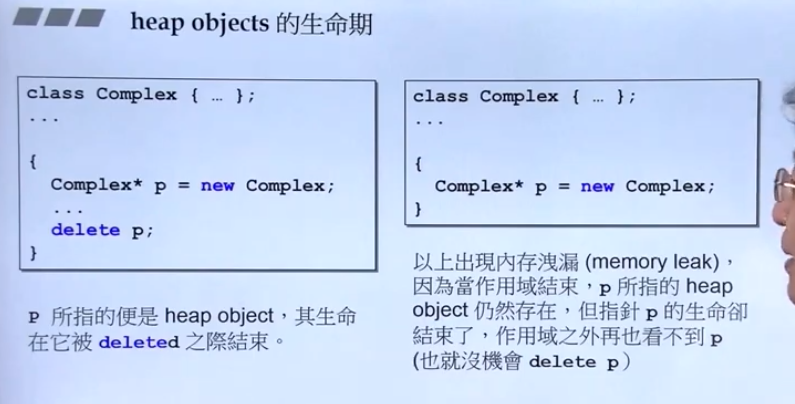 heap objects 的生命期
class Complex { … };
...
{
Complex* p = new Complex;
...
delete p;
}
P 所指的便是 heap object，其生命
在它被 deleted 之際結束。
class Complex { … };
...
{
Complex* p = new Complex;
}
以上出現內存洩漏 (memory leak)，
因為當作用域結束，p 所指的 heap
object 仍然存在，但指針 p 的生命卻
結束了，作用域之外再也看不到 p
(也就沒機會 delete p）